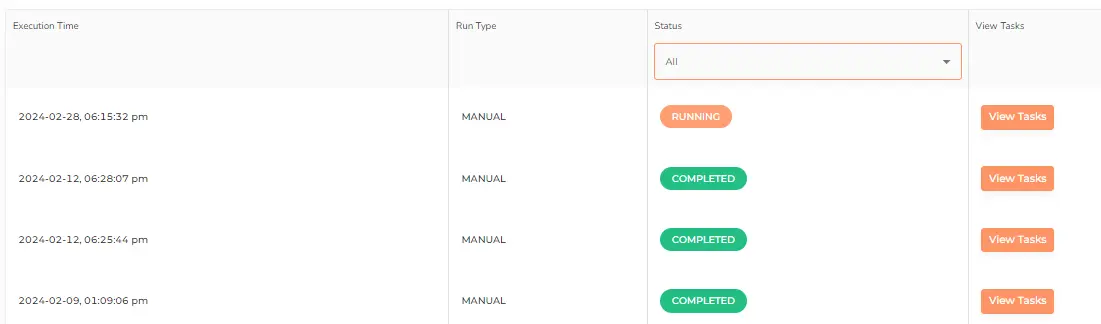 Execution Time Run Type Status View Tasks
All
2024-02-28, 06:15:32 pm MANUAL RUNNING View Tasks
2024-02-12, 06:28:07 pm MANUAL COMPLETED View Tasks
2024-02-12, 06:25:44 pm MANUAL COMPLETED View Tasks
2024-02-09, 01:09:06 pm MANUAL COMPLETED View Tasks